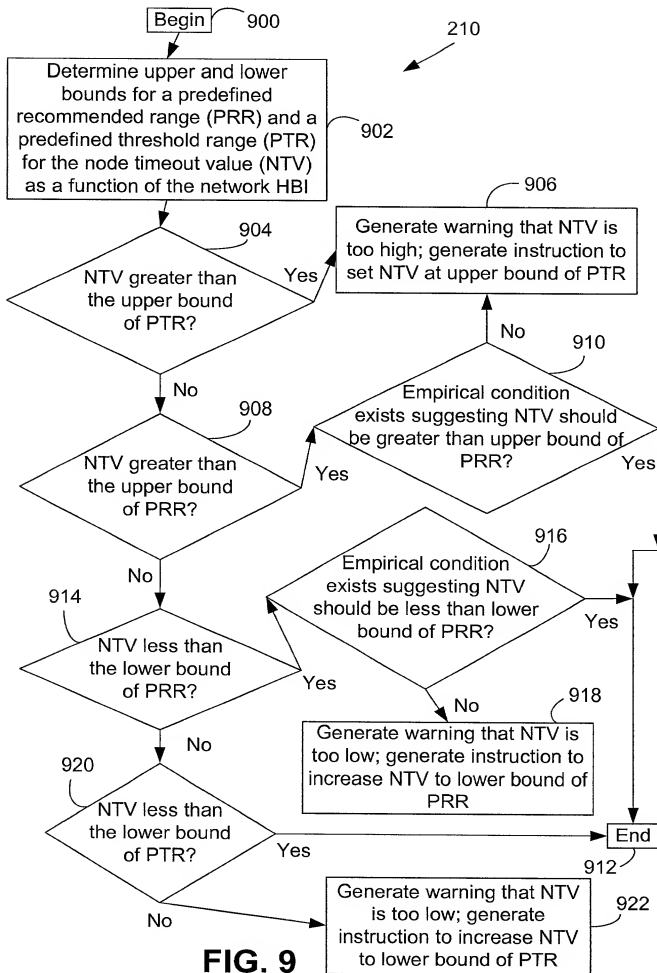 Begin
900
210
Determine upper and lower
bounds for a predefined
recommended range (PRR) and a
predefined threshold range (PTR)
for the node timeout value (NTV)
as a function of the network HBI
902
904
NTV greater than
the upper bound
of PTR?
Yes
No
906
Generate warning that NTV is
too high; generate instruction to
set NTV at upper bound of PTR
No
910
Empirical condition
exists suggesting NTV should
be greater than upper bound of
PRR?
Yes
908
NTV greater than
the upper bound
of PRR?
Yes
No
916
Empirical condition
exists suggesting NTV
should be less than lower
bound of PRR?
Yes
No
914
NTV less than
the lower bound
of PRR?
Yes
No
918
Generate warning that NTV is
too low; generate instruction to
increase NTV to lower bound of
PRR
920
NTV less than
the lower bound
of PTR?
Yes
No
End
912
Generate warning that NTV
is too low; generate
instruction to increase NTV
to lower bound of PTR
922
FIG. 9